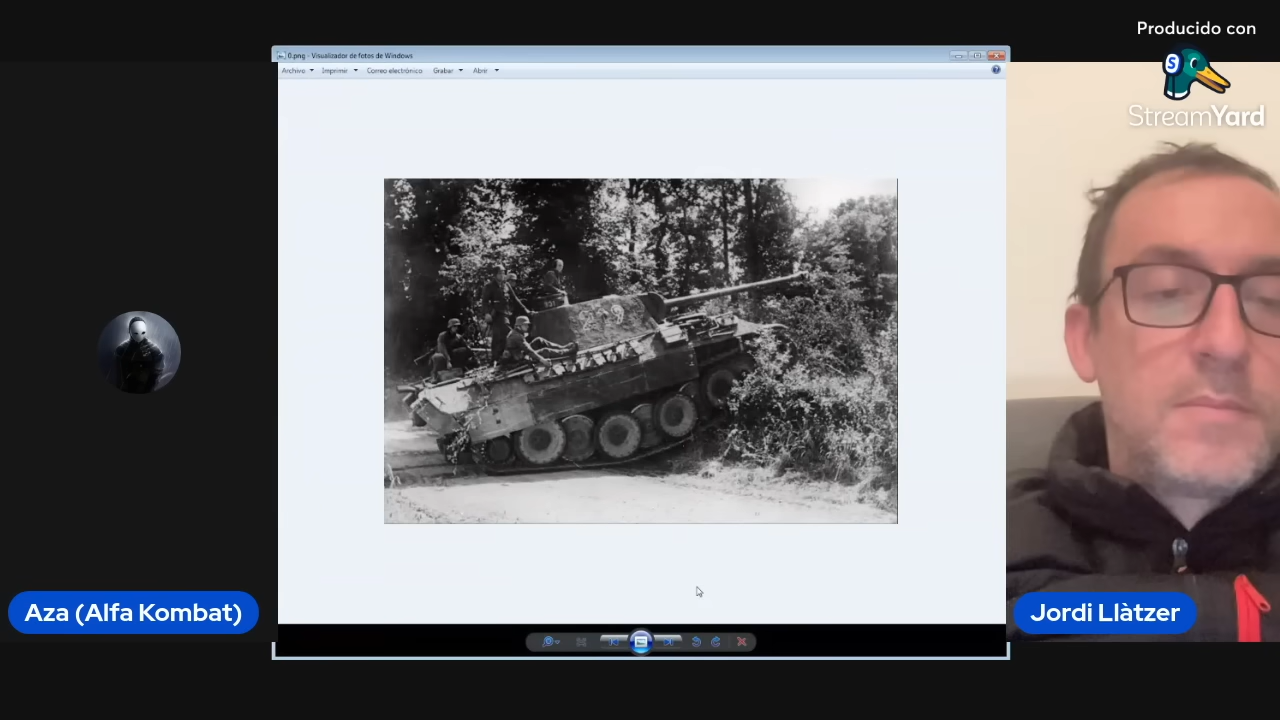 Producido con
StreamYard
0.png - Visualizador de fotos de Windows
Archivo Imprimir Correo electrónico Grabar Abrir
Aza (Alfa Kombat)
Jordi Llàtzer